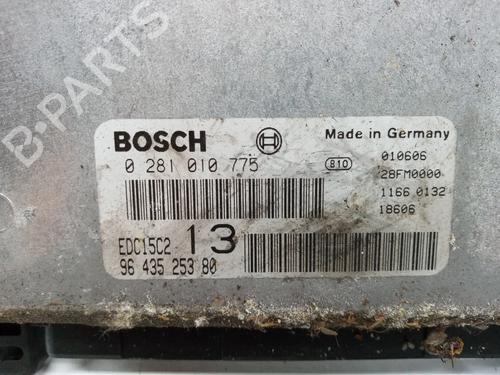 B-PARTS
BOSCH
Made in Germany
0 281 010 775
810
010606
28FM0000
1166 0132
18606
EDC15C2 13
96 435 253 80